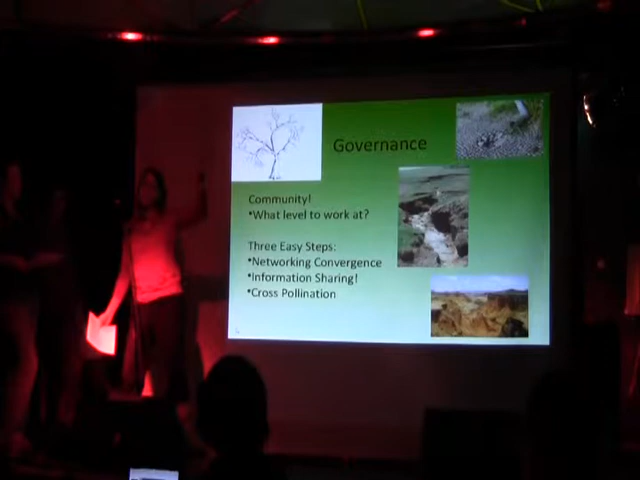 Governance
Community!
•What level to work at?
Three Easy Steps:
•Networking Convergence
•Information Sharing!
•Cross Pollination